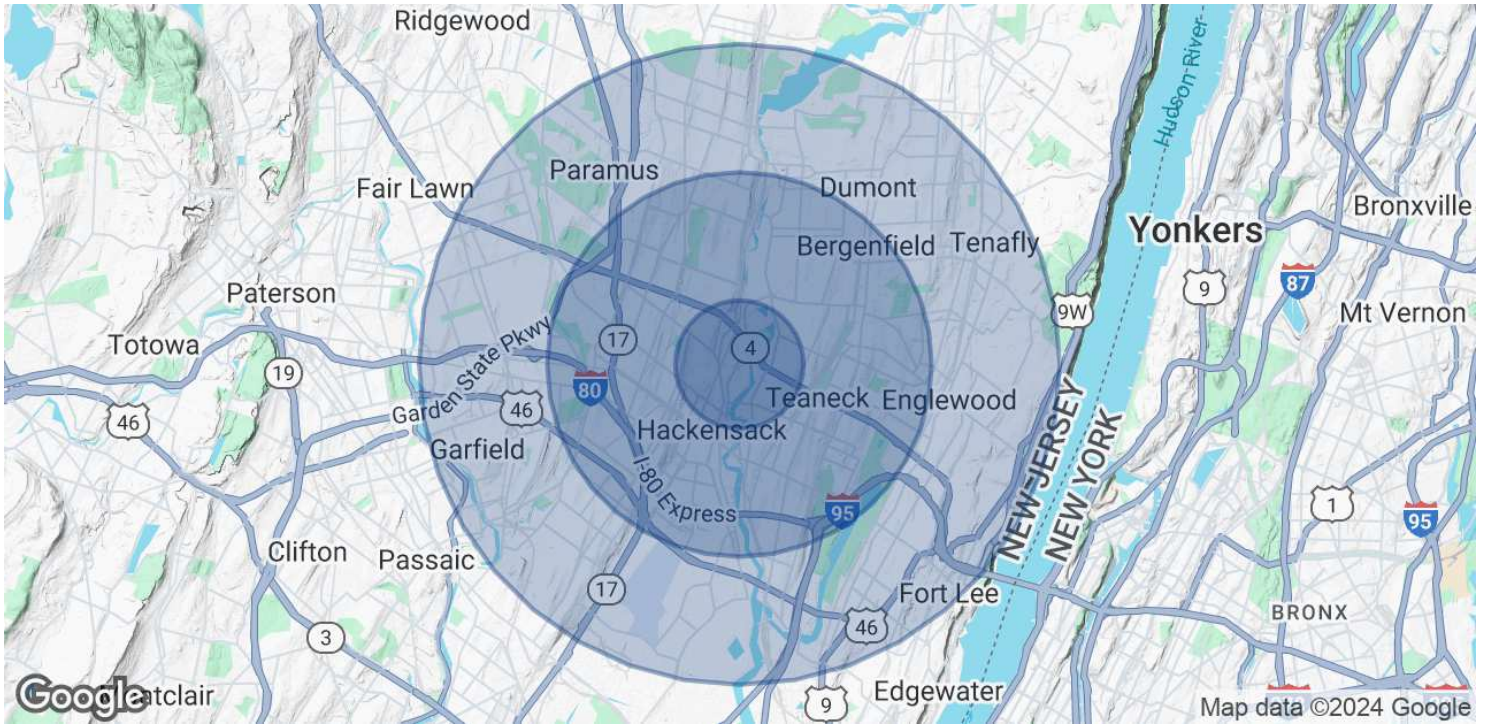 Ridgewood
Hudson River
Paramus
Fair Lawn
Dumont
Bronxville
Bergenfield
Tenafly
Yonkers
9
87
Paterson
9W
Mt Vernon
Totowa
17
4
19
80
Garden State Pkwy
46
46
Teaneck
Englewood
Hackensack
Garfield
I-80 Express
95
1
95
NEW JERSEY
NEW YORK
Clifton
Passaic
17
Fort Lee
BRONX
3
46
Google
Montclair
9
Edgewater
Map data ©2024 Google